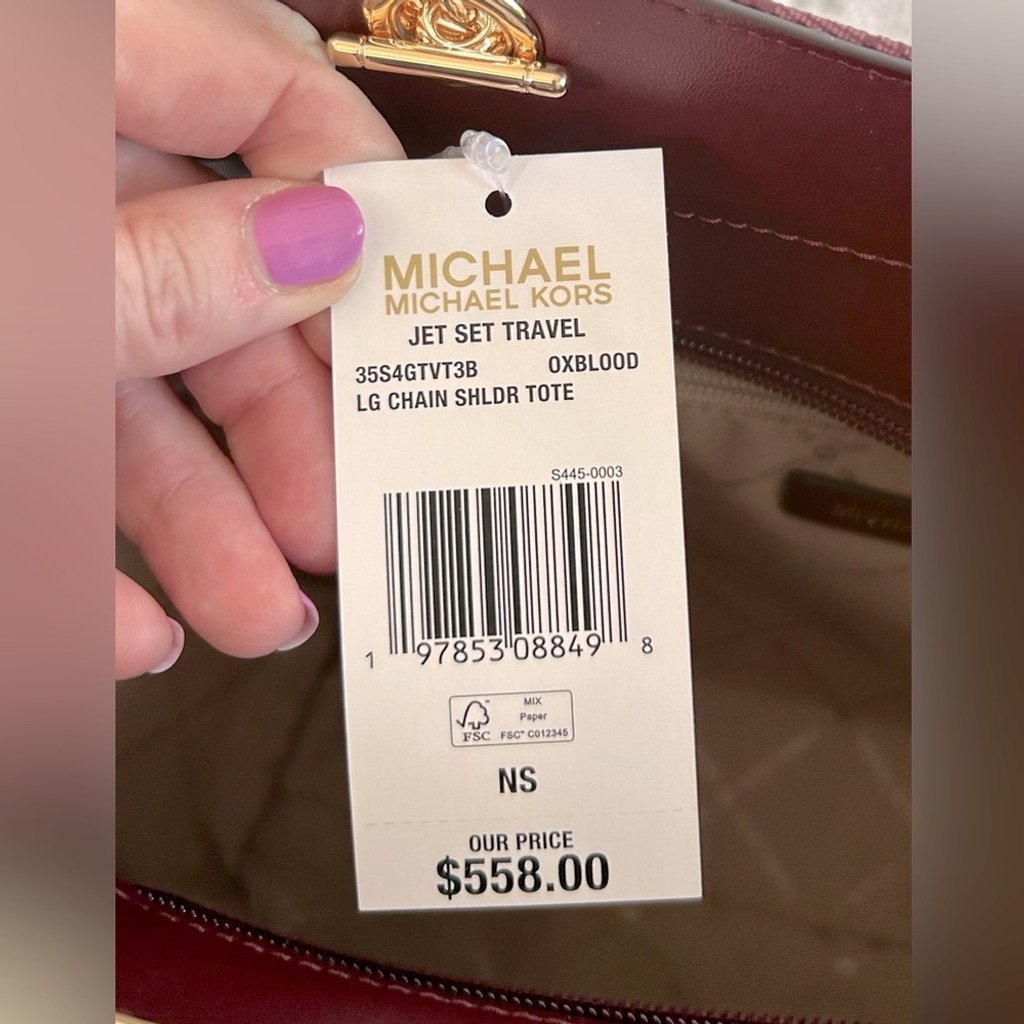 MICHAEL
MICHAEL KORS
JET SET TRAVEL
35S4GTVT3B OXBLOOD
LG CHAIN SHLDR TOTE
S445-0003
1 97853 08849 8
MIX
Paper
FSC™ C012345
FSC
NS
OUR PRICE
$558.00